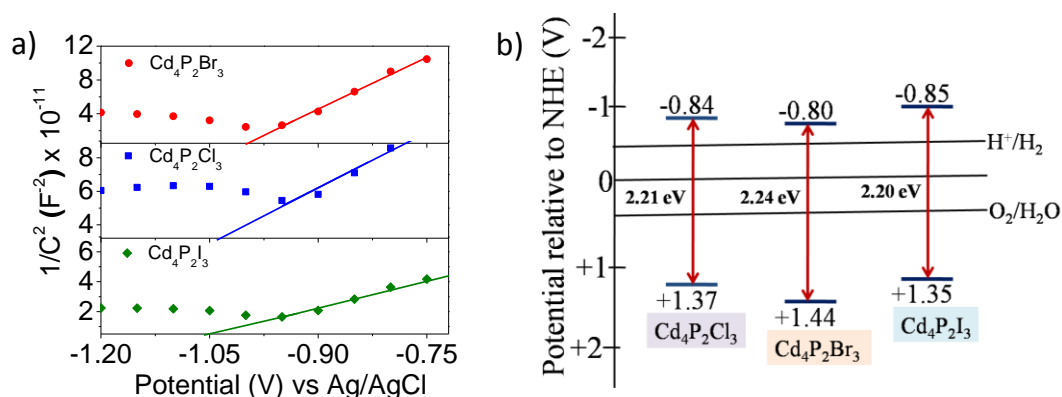 a)
12
8
4
Cd₄P₂Br₃
8
6
4
Cd₄P₂Cl₃
6
4
2
Cd₄P₂I₃
1/C² (F⁻²) x 10⁻¹¹
-1.20 -1.05 -0.90 -0.75
Potential (V) vs Ag/AgCl
b)
Potential relative to NHE (V)
-2
-1
0
+1
+2
-0.84 -0.80 -0.85
H⁺/H₂
2.21 eV 2.24 eV 2.20 eV
O₂/H₂O
+1.37 +1.44 +1.35
Cd₄P₂Cl₃ Cd₄P₂Br₃ Cd₄P₂I₃